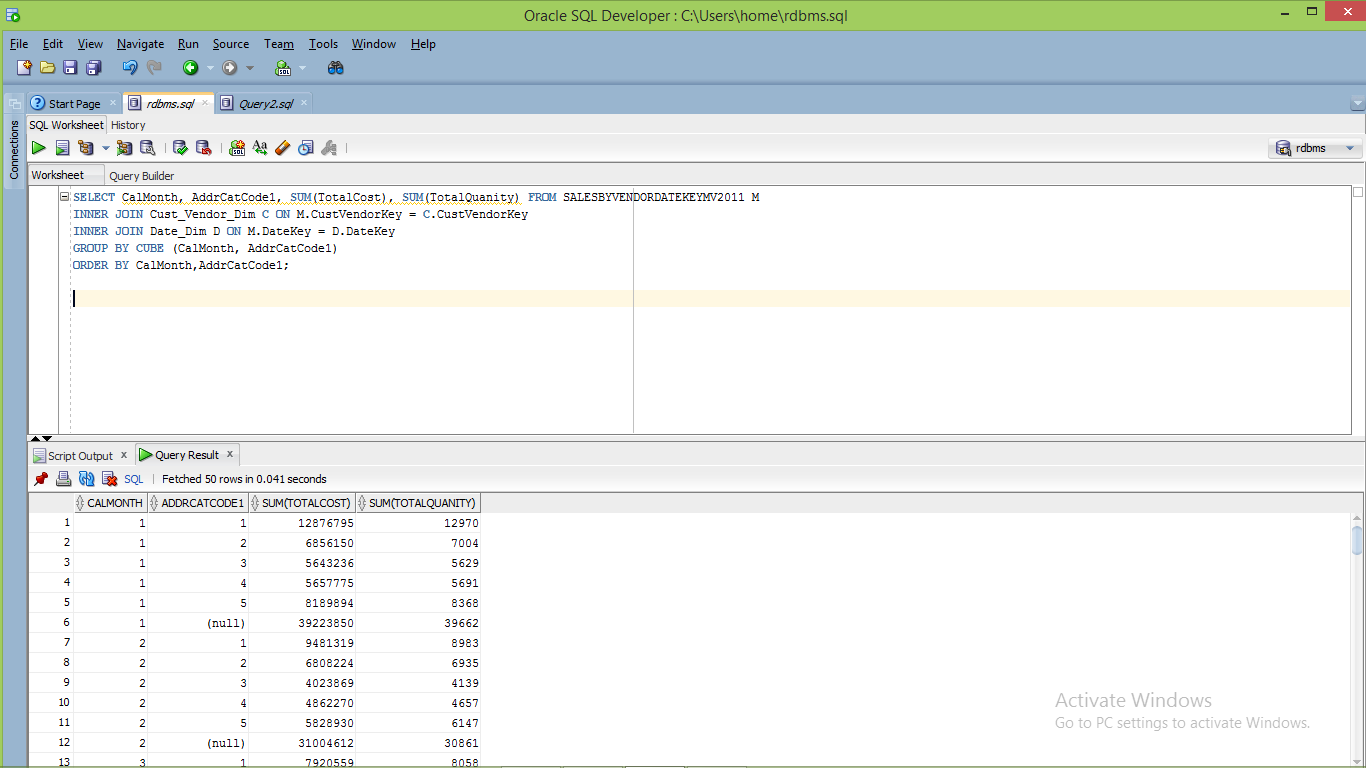 Oracle SQL Developer : C:\Users\home\rdbms.sql
File Edit View Navigate Run Source Team Tools Window Help
Start Page rdbms.sql Query2.sql
Connections
SQL Worksheet History
rdbms
Worksheet Query Builder
SELECT CalMonth, AddrCatCode1, SUM(TotalCost), SUM(TotalQuanity) FROM SALESBYVENDORDATEKEYMV2011 M
INNER JOIN Cust_Vendor_Dim C ON M.CustVendorKey = C.CustVendorKey
INNER JOIN Date_Dim D ON M.DateKey = D.DateKey
GROUP BY CUBE (CalMonth, AddrCatCode1)
ORDER BY CalMonth,AddrCatCode1;
Script Output x Query Result x
SQL Fetched 50 rows in 0.041 seconds
CALMONTH ADDRCATCODE1 SUM(TOTALCOST) SUM(TOTALQUANITY)
1 1 1 12876795 12970
2 1 2 6856150 7004
3 1 3 5643236 5629
4 1 4 5657775 5691
5 1 5 8189894 8368
6 1 (null) 39223850 39662
7 2 1 9481319 8983
8 2 2 6808224 6935
9 2 3 4023869 4139
10 2 4 4862270 4657
11 2 5 5828930 6147
12 2 (null) 31004612 30861
13 3 1 7920559 8058
Activate Windows
Go to PC settings to activate Windows.